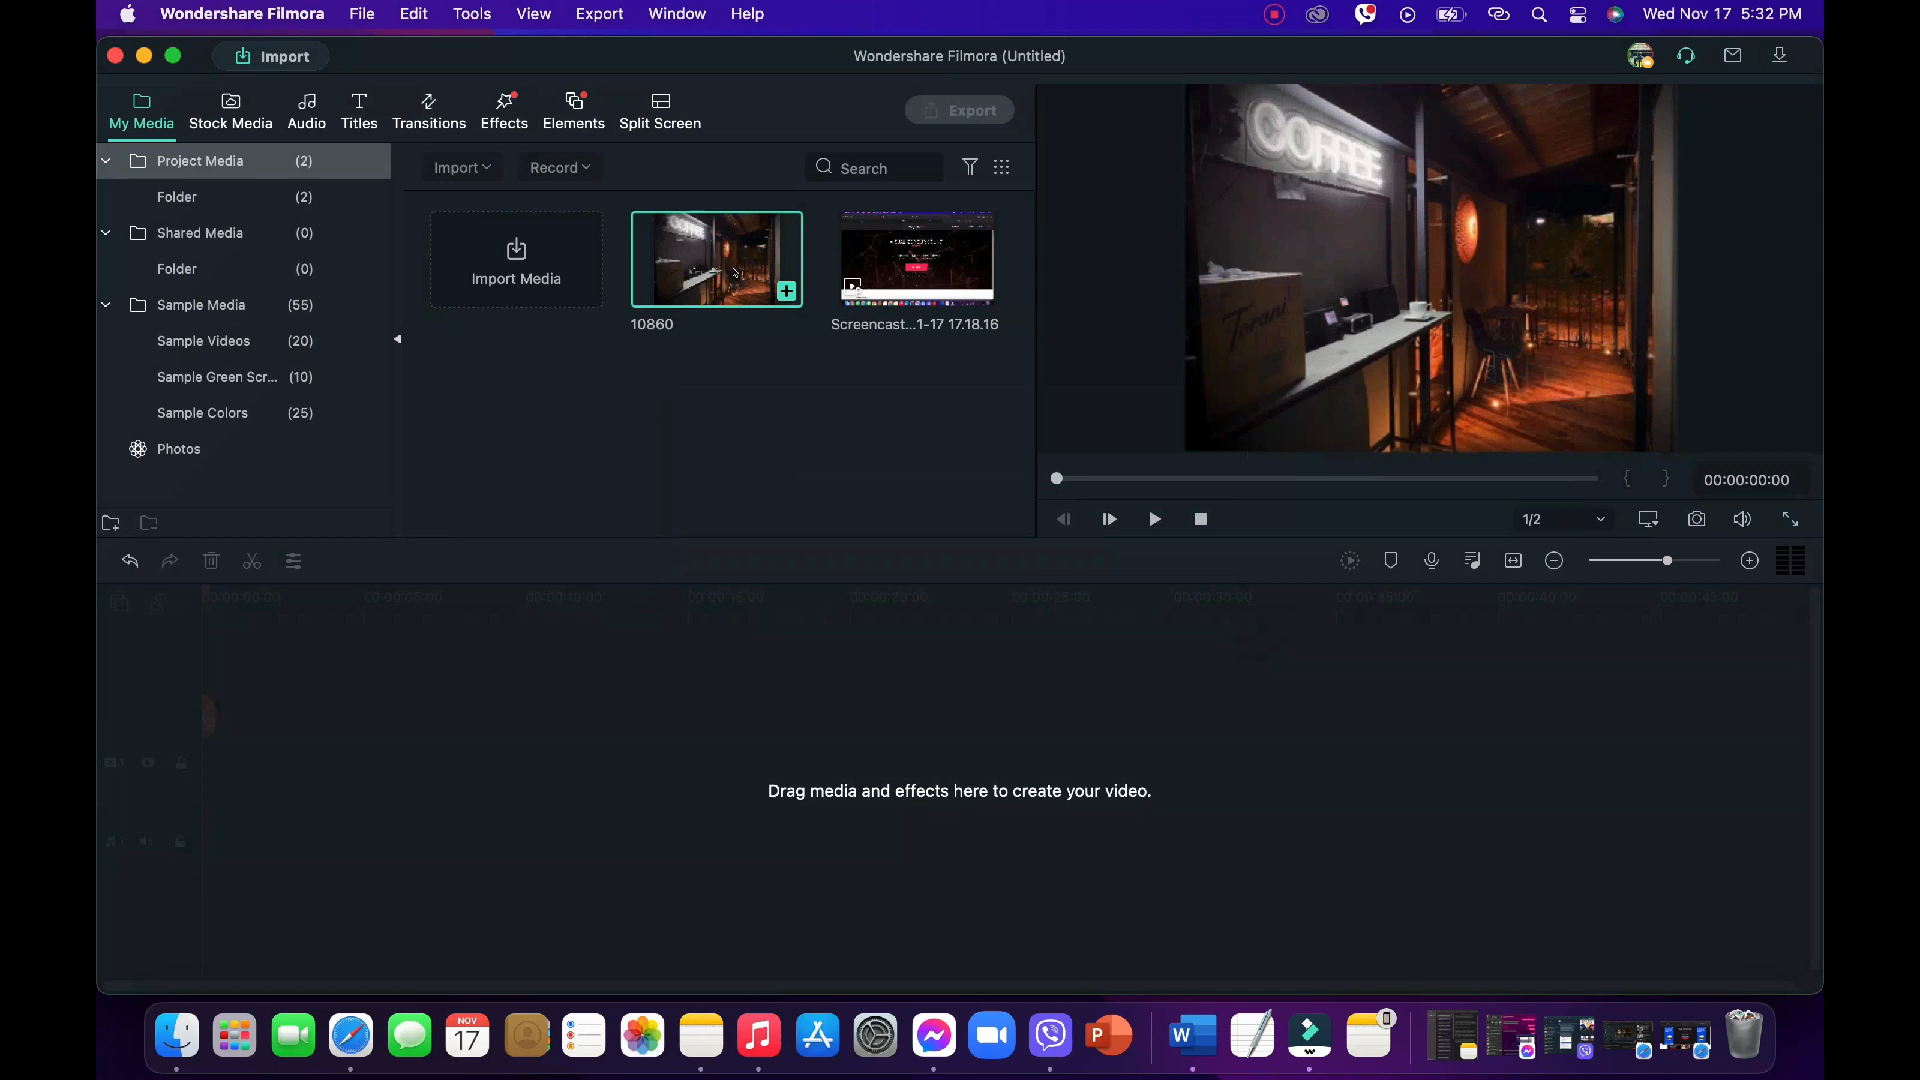 Wondershare Filmora File Edit Tools View Export Window Help Wed Nov 17 5:32 PM
Import Wondershare Filmora (Untitled)
My Media Stock Media Audio Titles Transitions Effects Elements Split Screen Export
Project Media (2)
Folder (2)
Shared Media (0)
Folder (0)
Sample Media (55)
Sample Videos (20)
Sample Green Scr... (10)
Sample Colors (25)
Photos
Import Record Search
Import Media
10860
Screencast...1-17 17.18.16
COFFEE
COFFEE
Torani
{ } 00:00:00:00
1/2
00:00:00:00 00:00:05:00 00:00:10:00 00:00:15:00 00:00:20:00 00:00:25:00 00:00:30:00 00:00:35:00 00:00:40:00 00:00:45:00
Drag media and effects here to create your video.
1
1
NOV
17